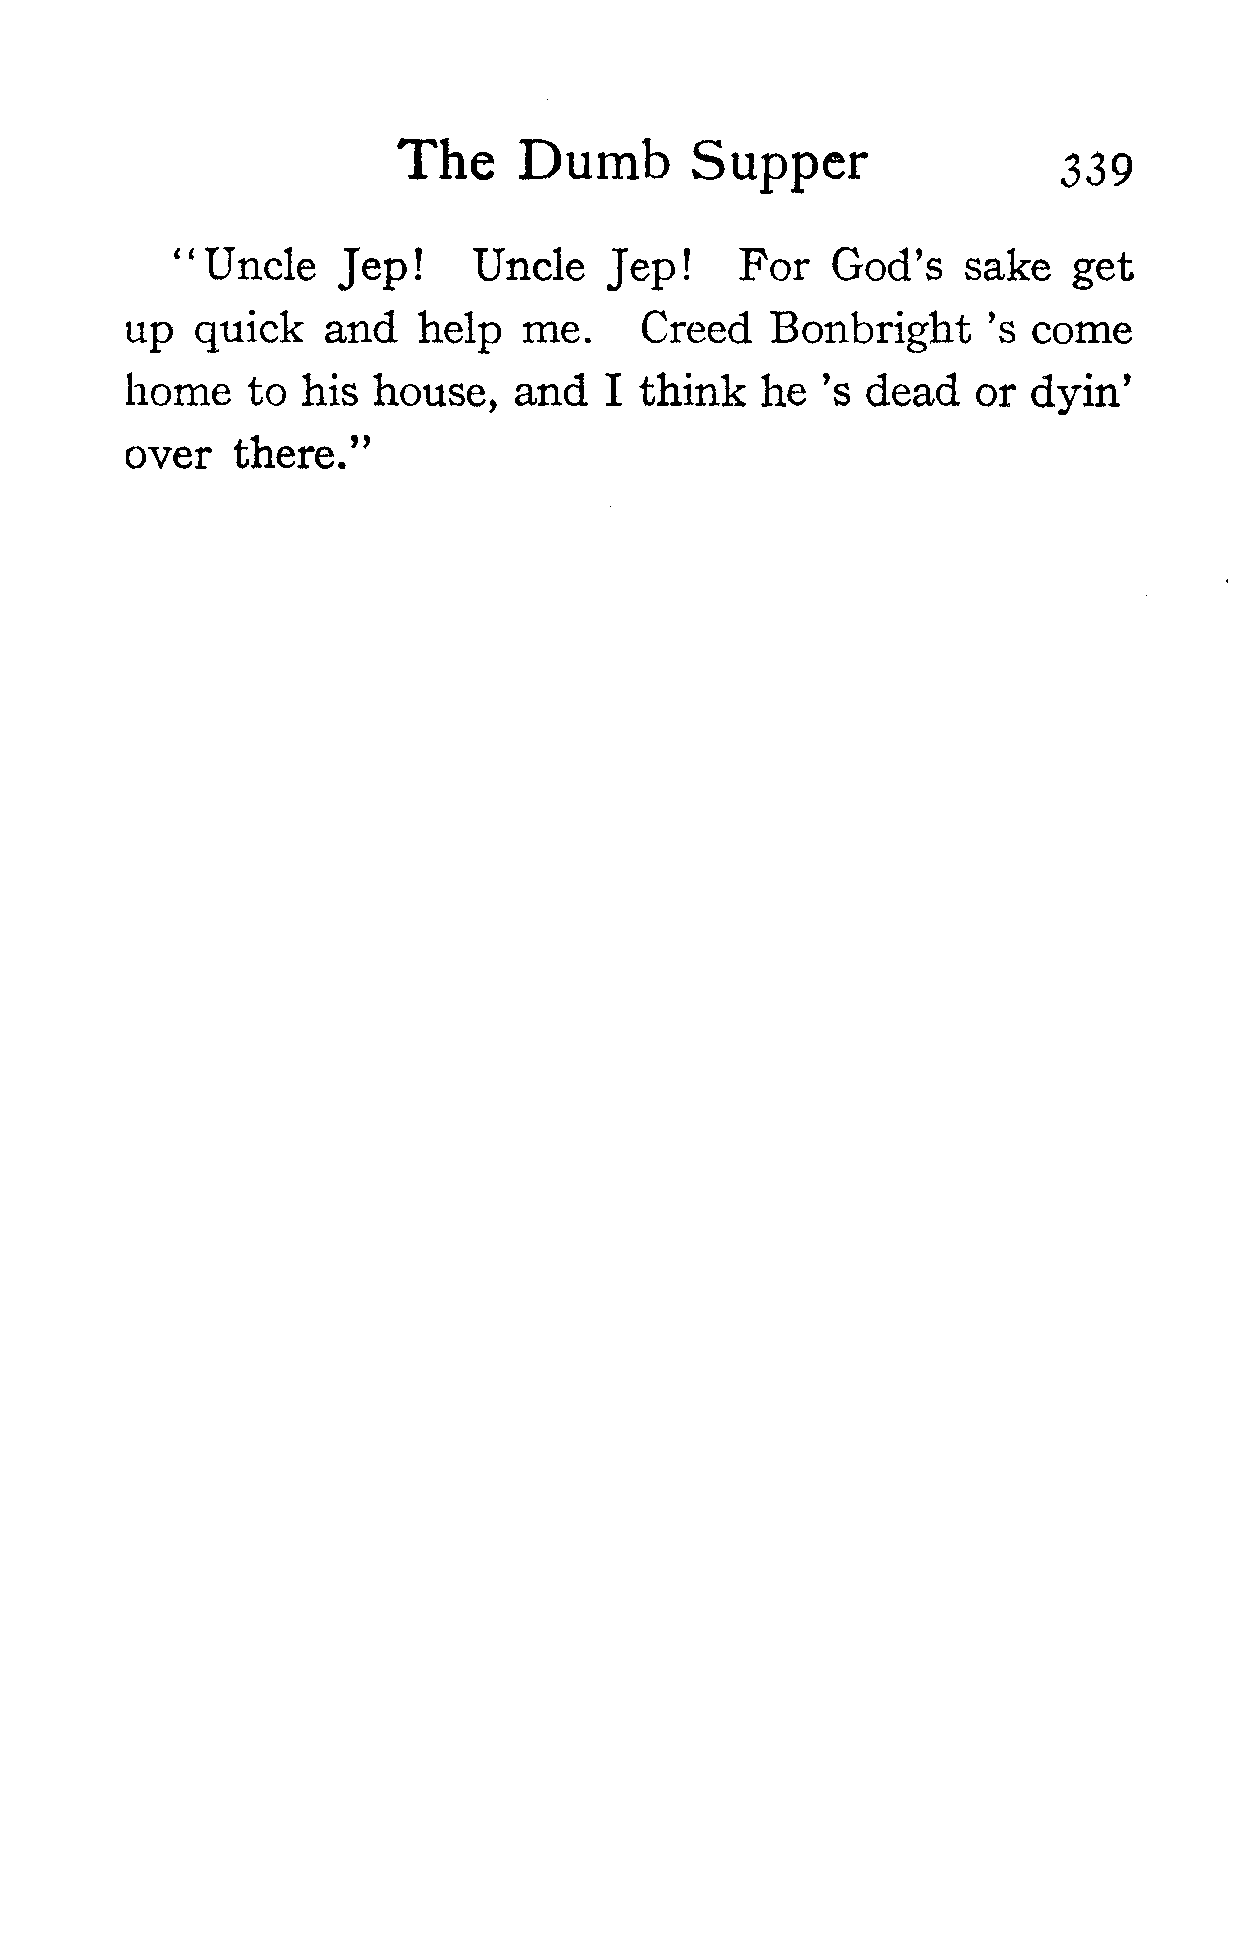 The Dumb Supper 339
"Uncle Jep! Uncle Jep! For God's sake get
up quick and help me. Creed Bonbright 's come
home to his house, and I think he 's dead or dyin'
over there."